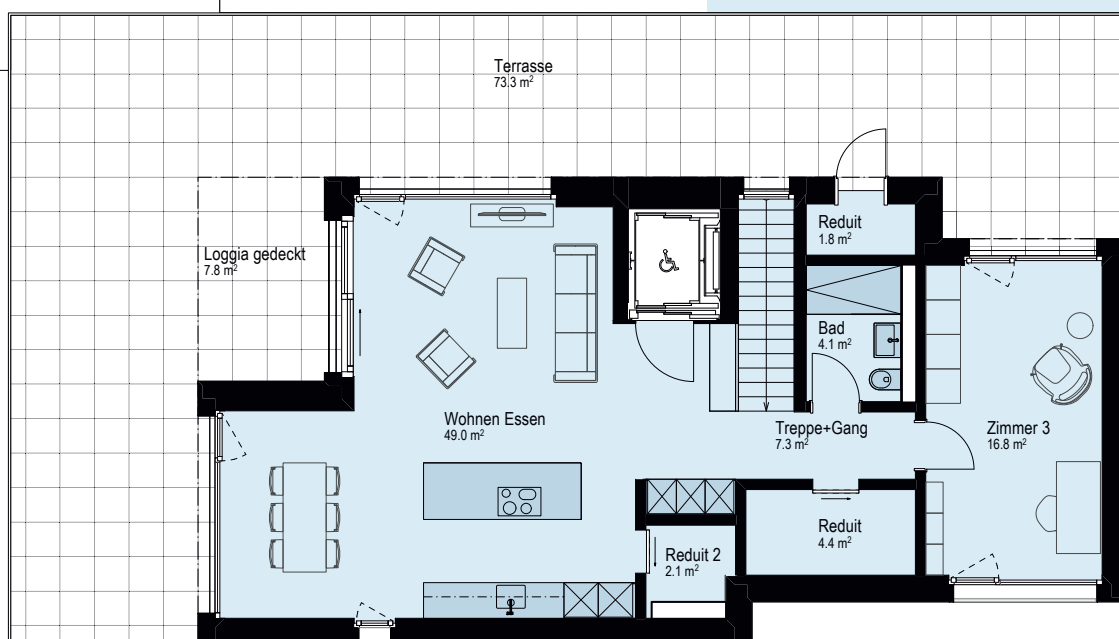 Terrasse
73.3 m²
Loggia gedeckt
7.8 m²
Reduit
1.8 m²
Bad
4.1 m²
Wohnen Essen
49.0 m²
Treppe+Gang
7.3 m²
Zimmer 3
16.8 m²
Reduit
4.4 m²
Reduit 2
2.1 m²